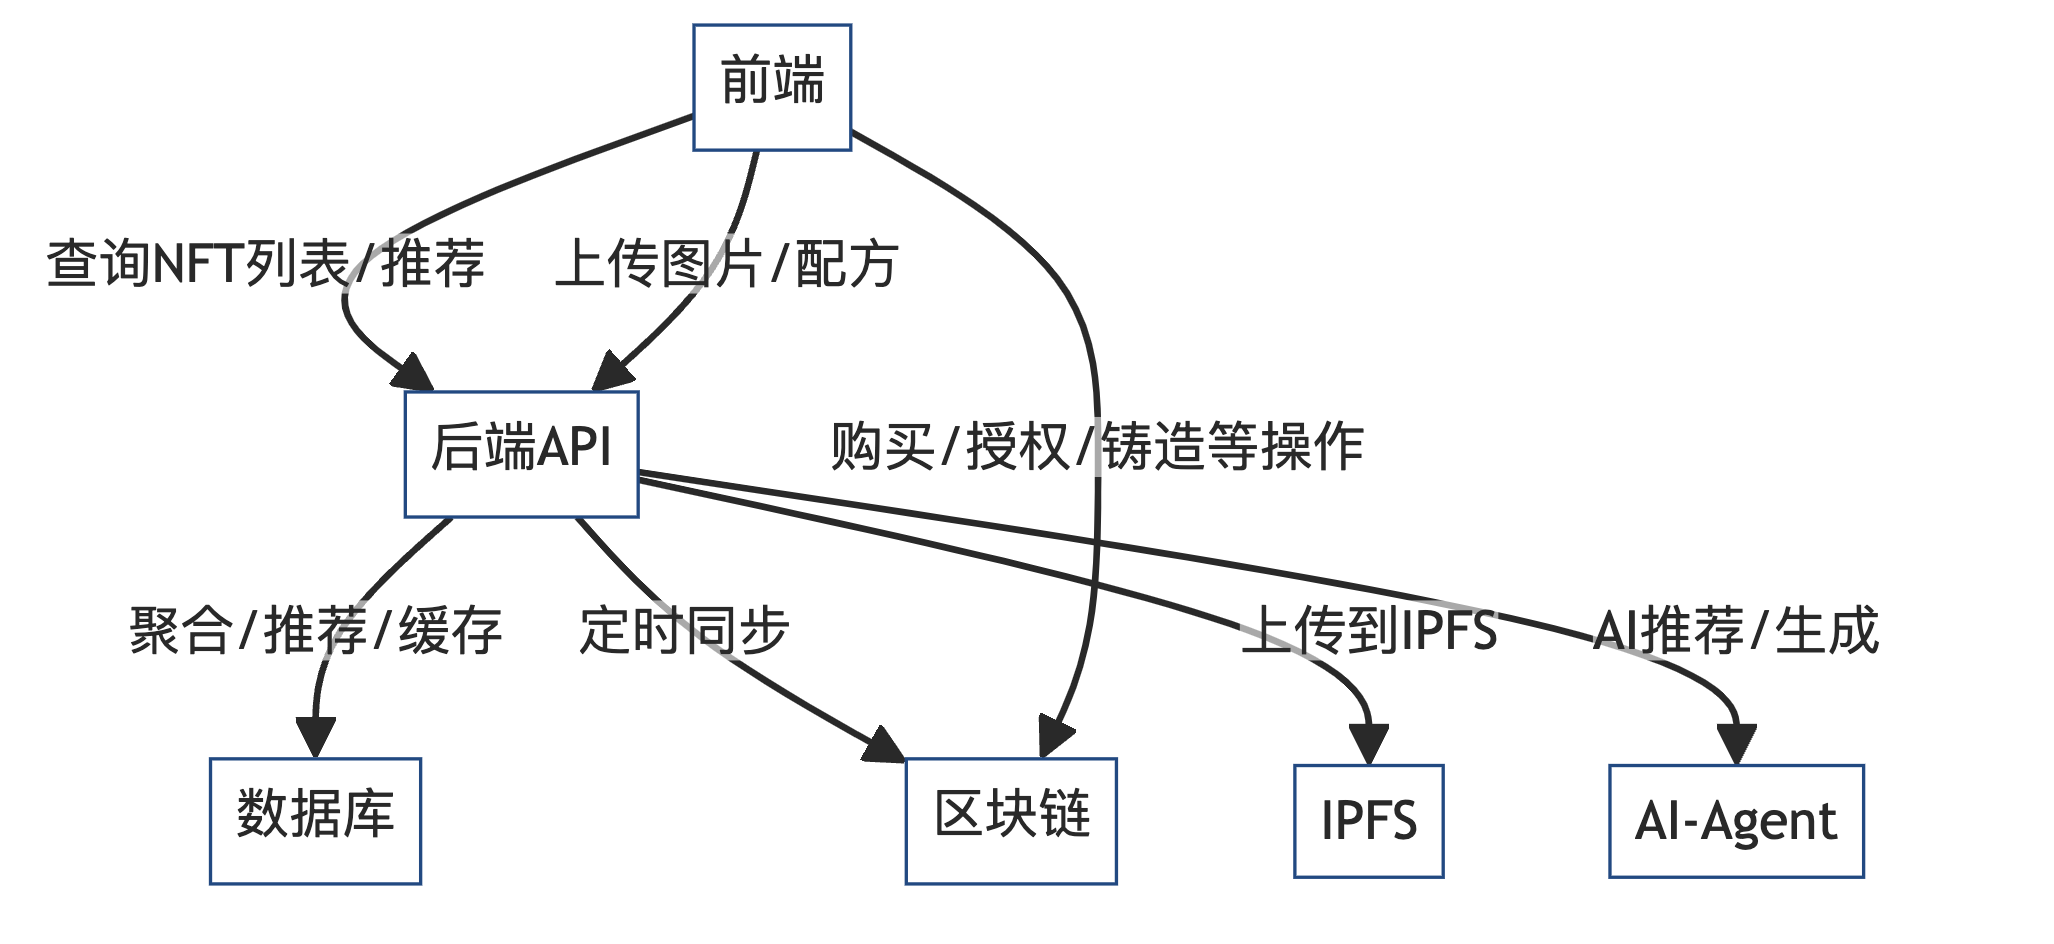 前端
查询NFT列表/推荐
上传图片/配方
后端API
购买/授权/铸造等操作
聚合/推荐/缓存
定时同步
上传到IPFS
AI推荐/生成
数据库
区块链
IPFS
AI-Agent